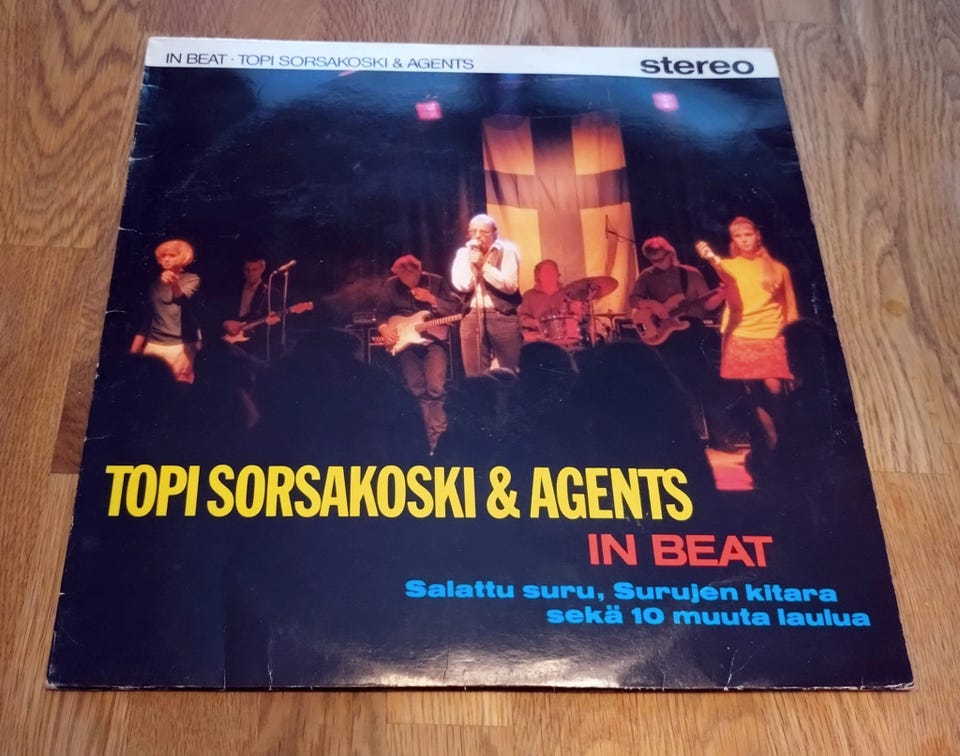 IN BEAT · TOPI SORSAKOSKI & AGENTS stereo
TOPI SORSAKOSKI & AGENTS
IN BEAT
Salattu suru, Surujen kitara
sekä 10 muuta laulua